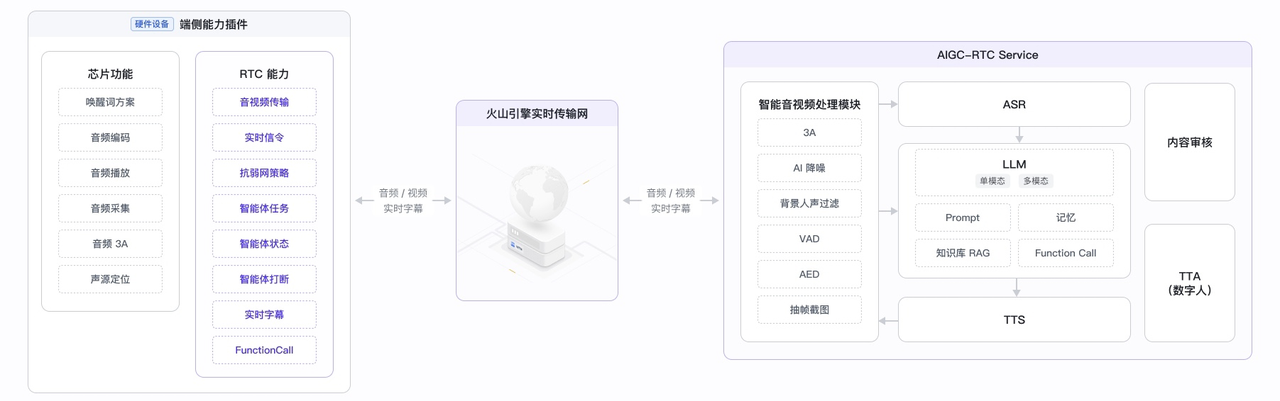 硬件设备 端侧能力插件
芯片功能
唤醒词方案
音频编码
音频播放
音频采集
音频 3A
声源定位
RTC 能力
音视频传输
实时信令
抗弱网策略
智能体任务
智能体状态
智能体打断
实时字幕
FunctionCall
音频 / 视频
实时字幕
火山引擎实时传输网
音频 / 视频
实时字幕
AIGC-RTC Service
智能音视频处理模块
3A
AI 降噪
背景人声过滤
VAD
AED
抽帧截图
ASR
LLM
单模态 多模态
Prompt 记忆
知识库 RAG Function Call
TTS
内容审核
TTA
（数字人）